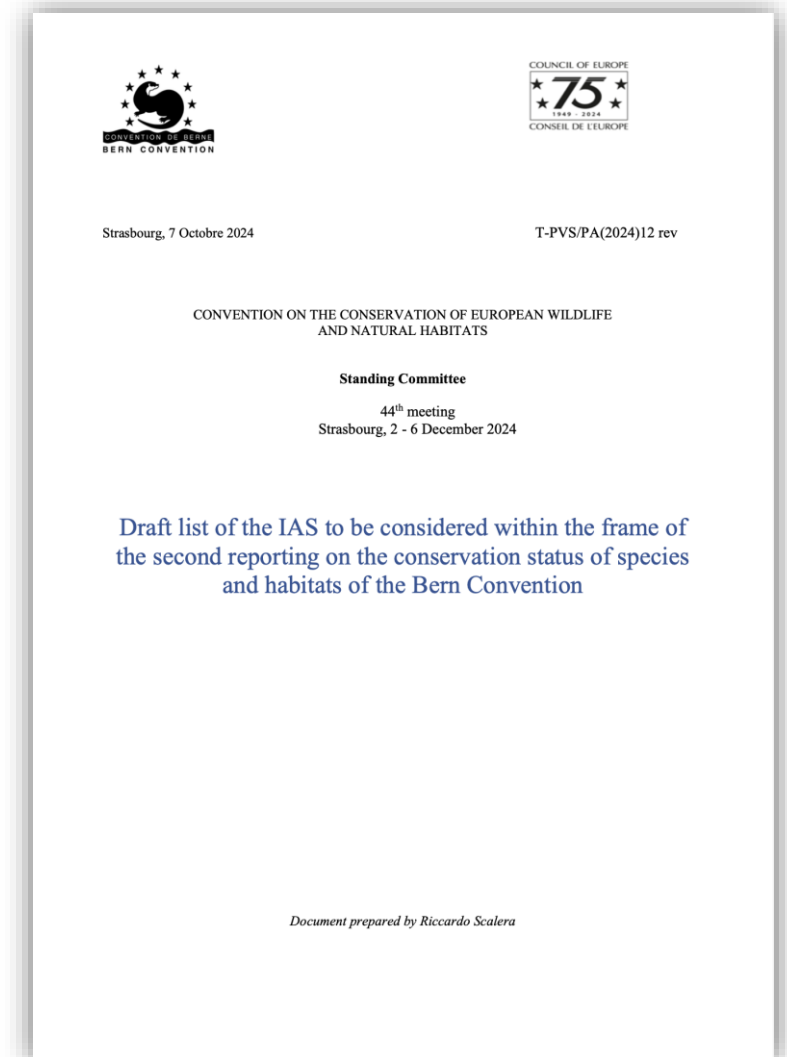 CONVENTION DE BERNE
BERN CONVENTION
COUNCIL OF EUROPE
75
1949 - 2024
CONSEIL DE L'EUROPE
Strasbourg, 7 Octobre 2024
T-PVS/PA(2024)12 rev
CONVENTION ON THE CONSERVATION OF EUROPEAN WILDLIFE
AND NATURAL HABITATS
Standing Committee
44th meeting
Strasbourg, 2 - 6 December 2024
Draft list of the IAS to be considered within the frame of
the second reporting on the conservation status of species
and habitats of the Bern Convention
Document prepared by Riccardo Scalera